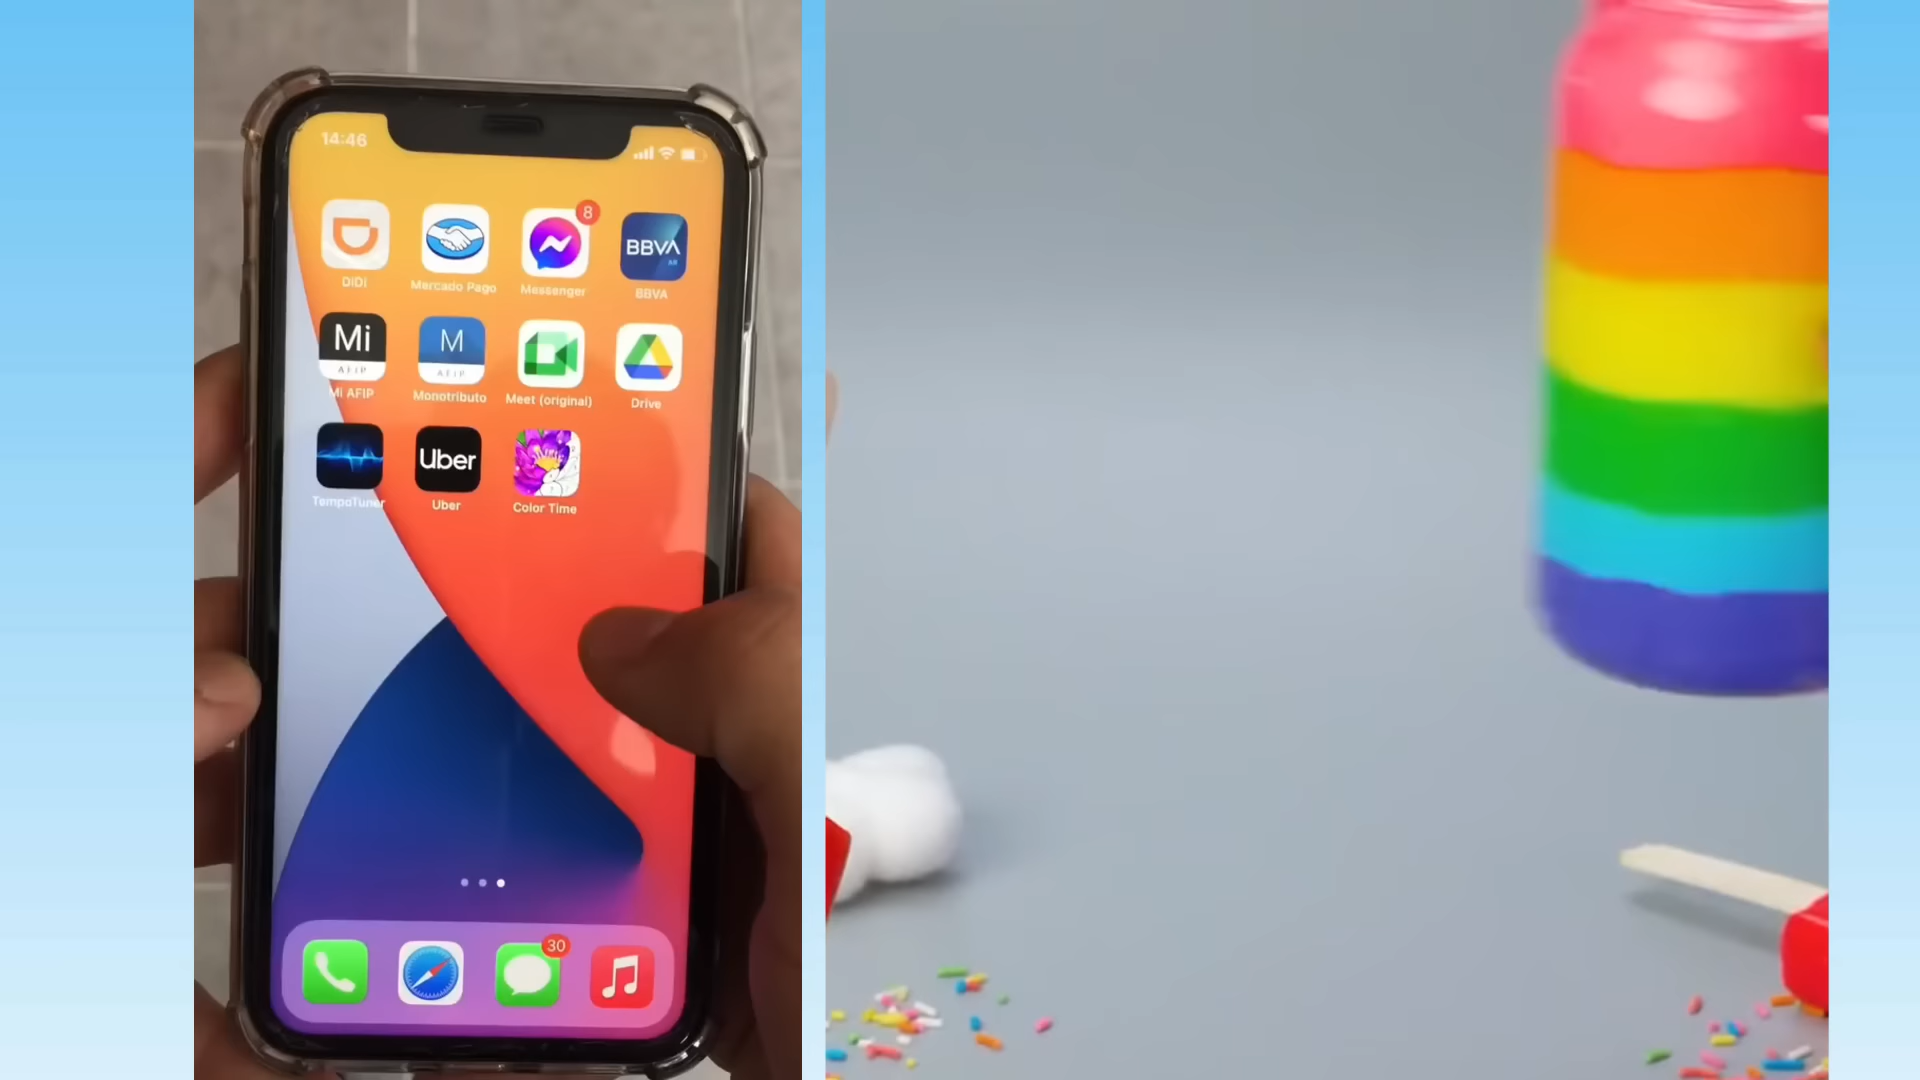 14:46
8
BBVA
AR
DiDi
Mercado Pago
Messenger
BBVA
Mi
AFIP
M
AFIP
Mi AFIP
Monotributo
Meet (original)
Drive
Uber
TempoTuner
Uber
Color Time
30